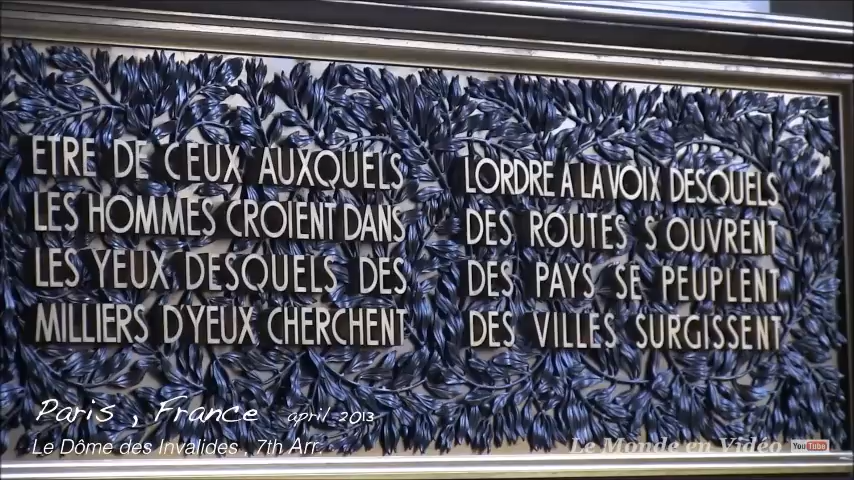 ETRE DE CEUX AUXQUELS
LES HOMMES CROIENT DANS
LES YEUX DESQUELS DES
MILLIERS D'YEUX CHERCHENT
LORDRE A LA VOIX DESQUELS
DES ROUTES S'OUVRENT
DES PAYS SE PEUPLENT
DES VILLES SURGISSENT
Paris , France april 2013
Le Dôme des Invalides , 7th Arr.
Le Monde en Vidéo YouTube